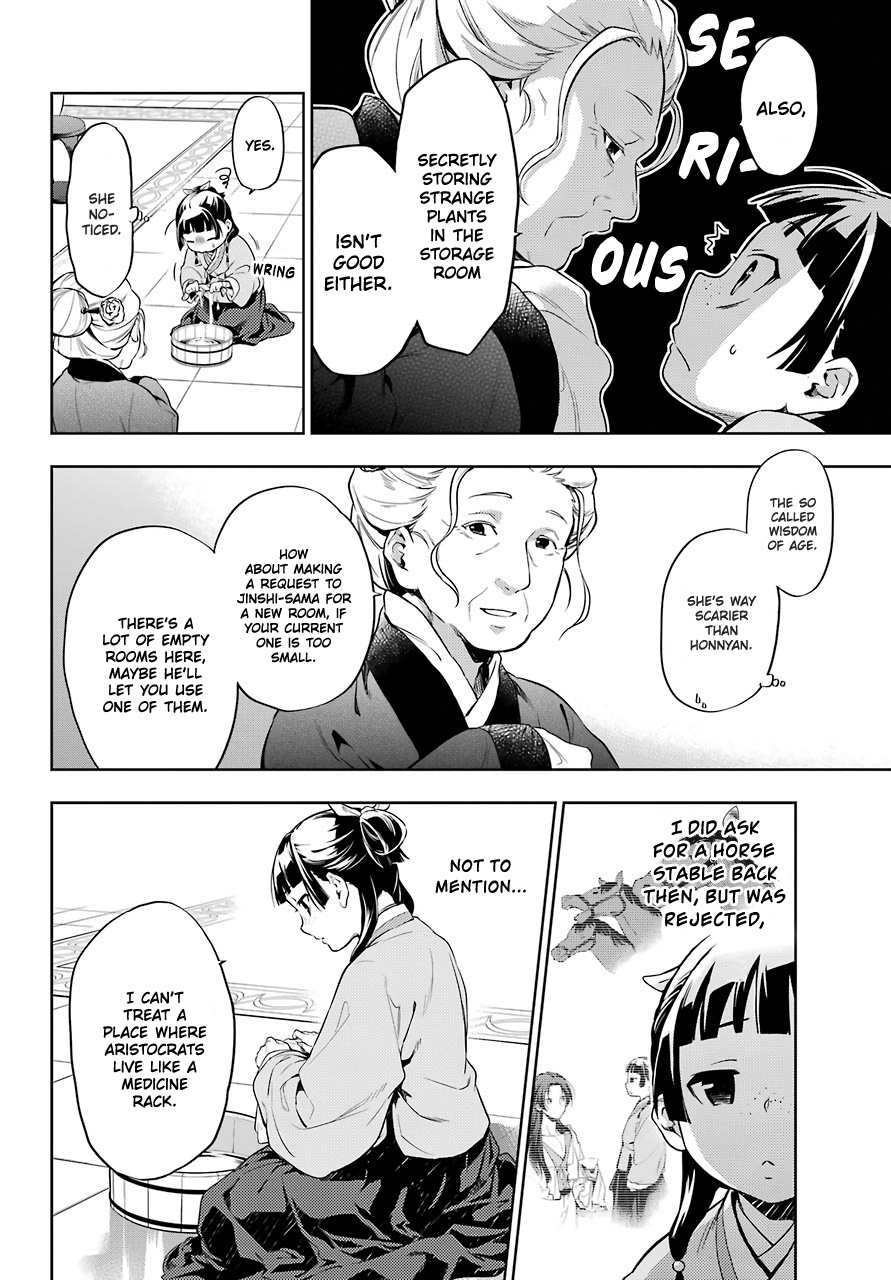 ALSO,
SE-
RI-
OUS
SECRETLY
STORING
STRANGE
PLANTS
IN THE
STORAGE
ROOM
ISN'T
GOOD
EITHER.
YES.
WRING
SHE
NO-
TICED.
THE SO
CALLED
WISDOM
OF AGE.
SHE'S WAY
SCARIER
THAN
HONNYAN.
HOW
ABOUT MAKING
A REQUEST TO
JINSHI-SAMA FOR
A NEW ROOM, IF
YOUR CURRENT
ONE IS TOO
SMALL.
THERE'S A
LOT OF EMPTY
ROOMS HERE,
MAYBE HE'LL
LET YOU USE
ONE OF THEM.
I DID ASK
FOR A HORSE
STABLE BACK
THEN, BUT WAS
REJECTED,
NOT TO
MENTION...
I CAN'T
TREAT A
PLACE WHERE
ARISTOCRATS
LIVE LIKE A
MEDICINE
RACK.